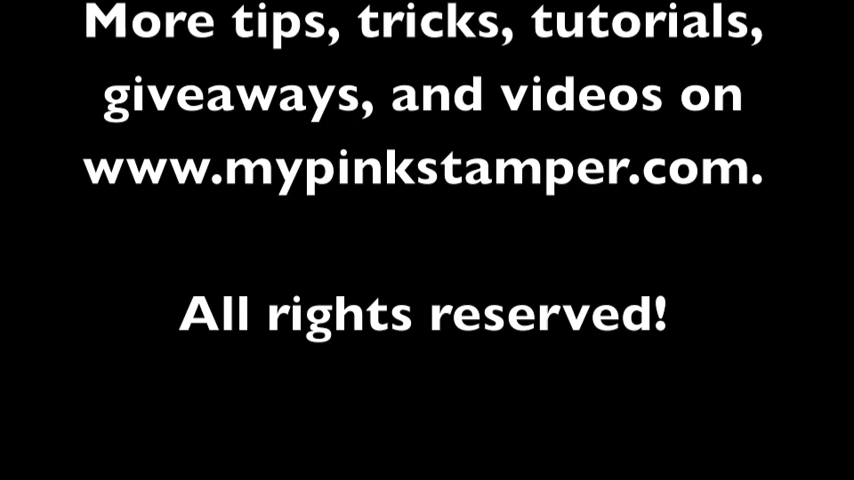 More tips, tricks, tutorials,
giveaways, and videos on
www.mypinkstamper.com.
All rights reserved!